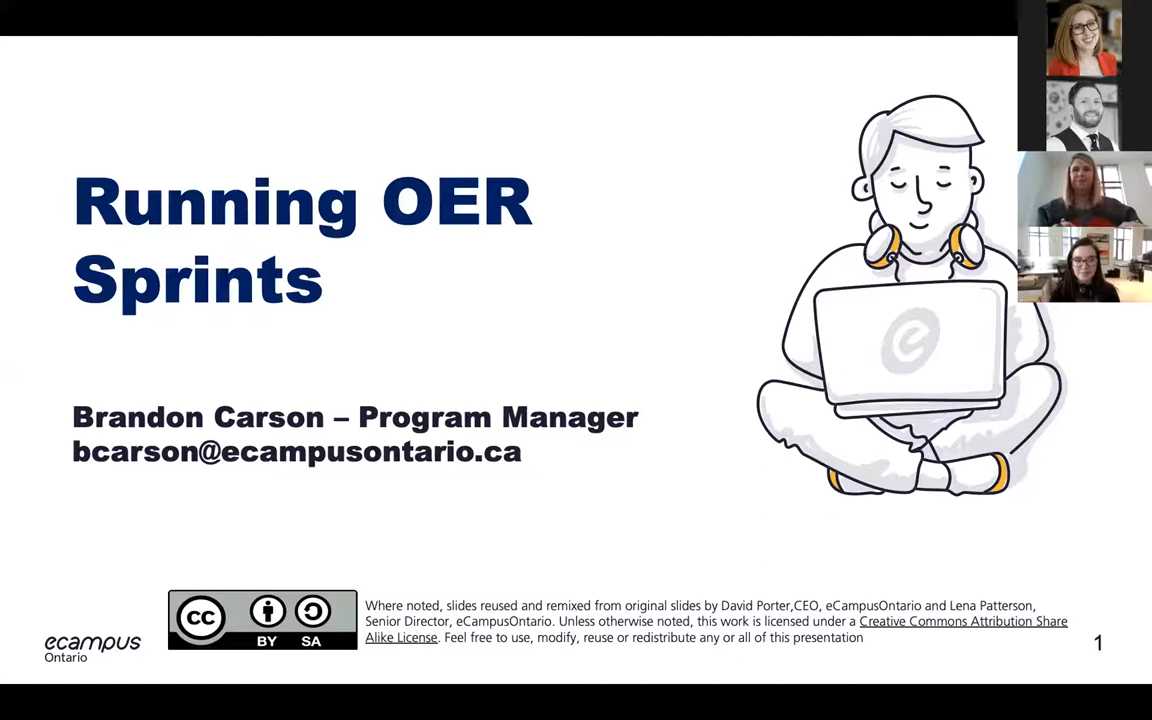 Running OER
Sprints
Brandon Carson – Program Manager
bcarson@ecampusontario.ca
cc
BY SA
Where noted, slides reused and remixed from original slides by David Porter,CEO, eCampusOntario and Lena Patterson,
Senior Director, eCampusOntario. Unless otherwise noted, this work is licensed under a Creative Commons Attribution Share
Alike License. Feel free to use, modify, reuse or redistribute any or all of this presentation
ecampus
Ontario
1